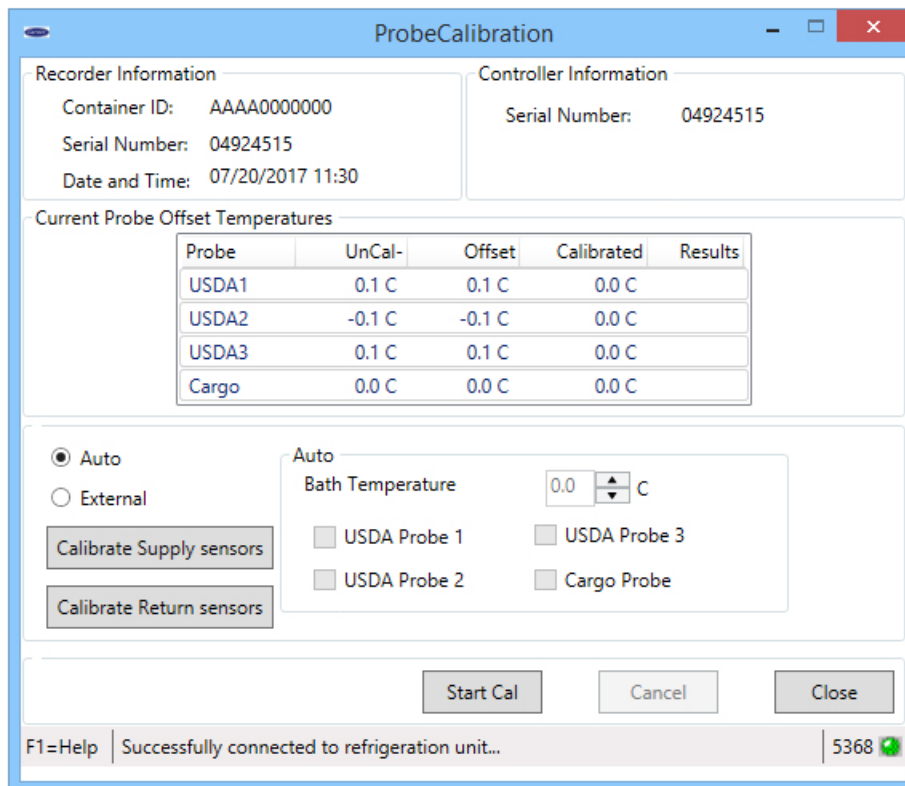 ProbeCalibration
Recorder Information
Container ID: AAAA0000000
Serial Number: 04924515
Date and Time: 07/20/2017 11:30
Controller Information
Serial Number: 04924515
Current Probe Offset Temperatures
Probe UnCal- Offset Calibrated Results
USDA1 0.1 C 0.1 C 0.0 C
USDA2 -0.1 C -0.1 C 0.0 C
USDA3 0.1 C 0.1 C 0.0 C
Cargo 0.0 C 0.0 C 0.0 C
Auto
External
Calibrate Supply sensors
Calibrate Return sensors
Auto
Bath Temperature 0.0 C
USDA Probe 1 USDA Probe 3
USDA Probe 2 Cargo Probe
Start Cal Cancel Close
F1=Help Successfully connected to refrigeration unit... 5368